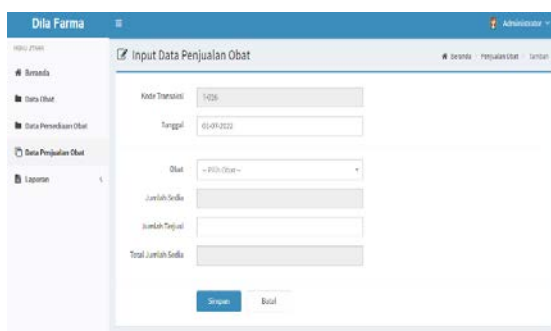 Dila Farma
Administrator
MENU UTAMA
Beranda
Data Obat
Data Persediaan Obat
Data Penjualan Obat
Laporan
Input Data Penjualan Obat
Beranda Penjualan Obat Tambah
Kode Transaksi
Tanggal 01-07-2022
Obat -- Pilih Obat --
Jumlah Sedia
Jumlah Terjual
Total Jumlah Sedia
Simpan Batal